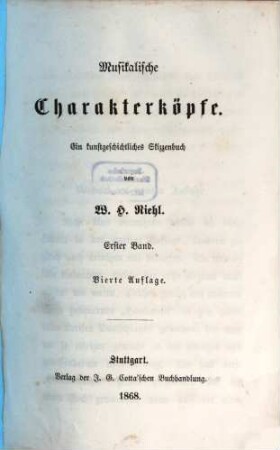 Musikalische
Charakterköpfe.
Ein kunstgeschichtliches Skizzenbuch
von
W. H. Riehl.
Erster Band.
Vierte Auflage.
Stuttgart.
Verlag der J. G. Cotta'schen Buchhandlung.
1868.